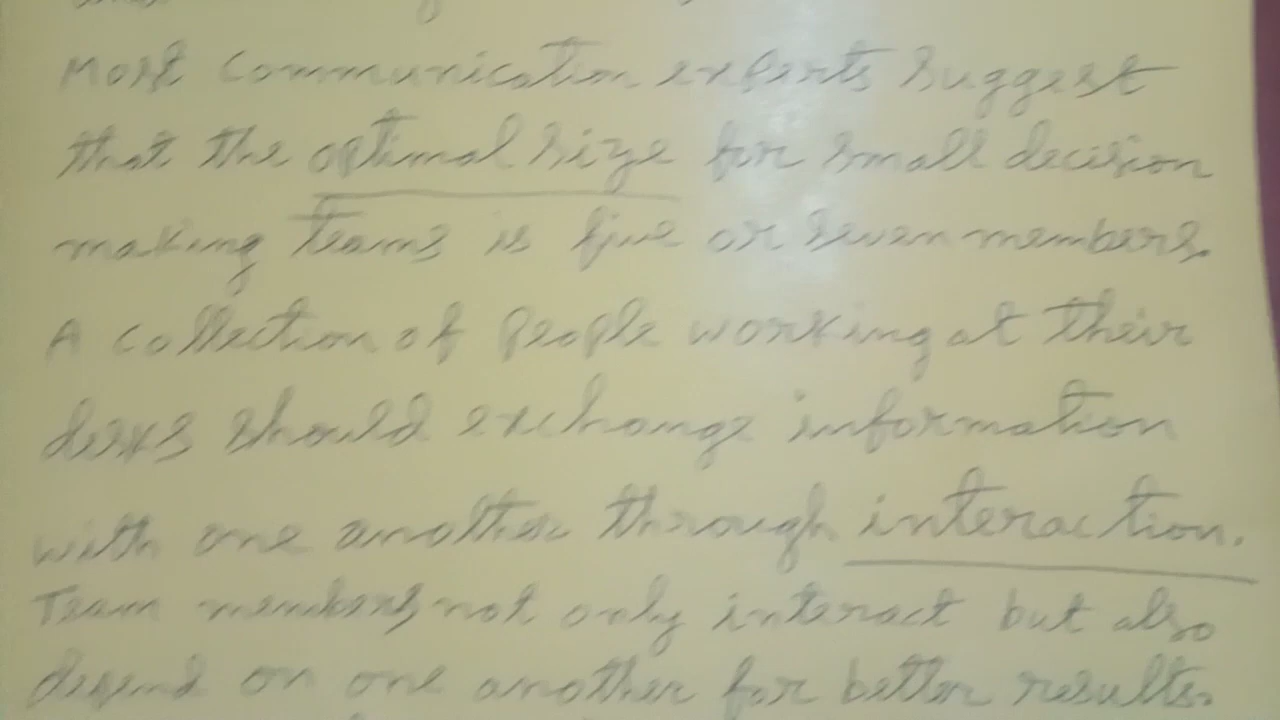 Most communication experts suggest
that the optimal size for small decision
making teams is five or seven members.
A collection of people working at their
desks should exchange information
with one another through interaction.
Team members not only interact but also
depend on one another for better results.